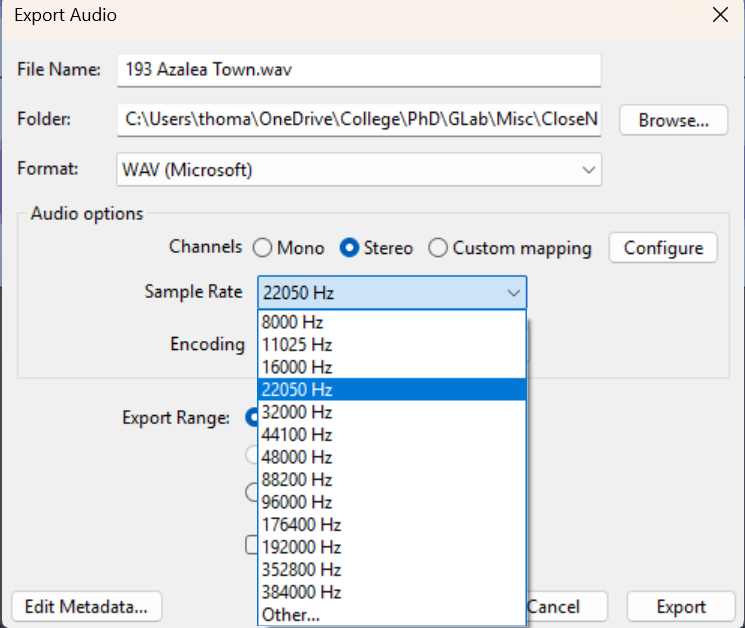 Export Audio
File Name: 193 Azalea Town.wav
Folder: C:\Users\thoma\OneDrive\College\PhD\GLab\Misc\CloseN Browse...
Format: WAV (Microsoft)
Audio options
Channels Mono Stereo Custom mapping Configure
Sample Rate 22050 Hz
8000 Hz
11025 Hz
Encoding
16000 Hz
22050 Hz
32000 Hz
Export Range:
44100 Hz
48000 Hz
88200 Hz
96000 Hz
176400 Hz
192000 Hz
352800 Hz
384000 Hz
Other...
Edit Metadata... Cancel Export